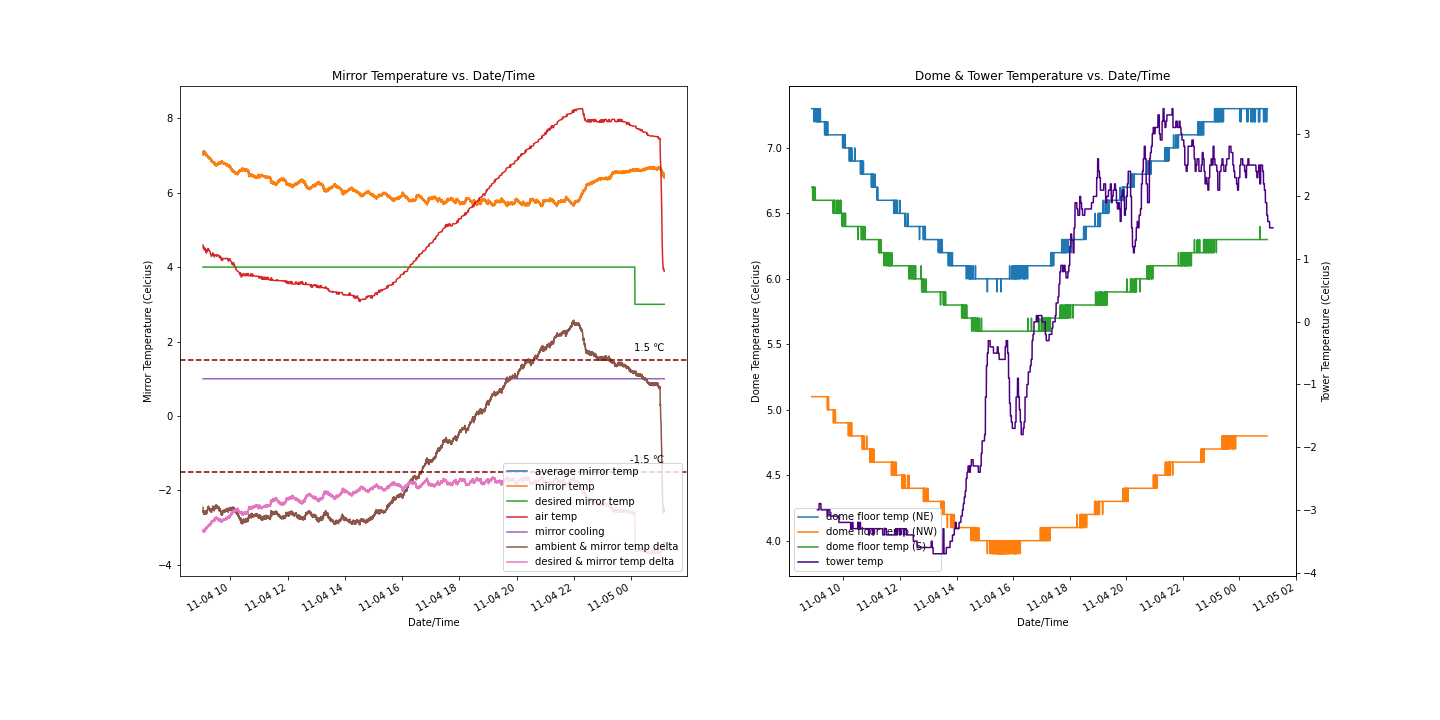 Mirror Temperature vs. Date/Time
Mirror Temperature (Celcius)
8
6
4
2
0
−2
−4
1.5 °C
-1.5 °C
average mirror temp
mirror temp
desired mirror temp
air temp
mirror cooling
ambient & mirror temp delta
desired & mirror temp delta
11-04 10
11-04 12
11-04 14
11-04 16
11-04 18
11-04 20
11-04 22
11-05 00
Date/Time
Dome & Tower Temperature vs. Date/Time
Dome Temperature (Celcius)
7.0
6.5
6.0
5.5
5.0
4.5
4.0
dome floor temp (NE)
dome floor temp (NW)
dome floor temp (S)
tower temp
3
2
1
0
−1
−2
−3
−4
Tower Temperature (Celcius)
11-04 10
11-04 12
11-04 14
11-04 16
11-04 18
11-04 20
11-04 22
11-05 00
11-05 02
Date/Time